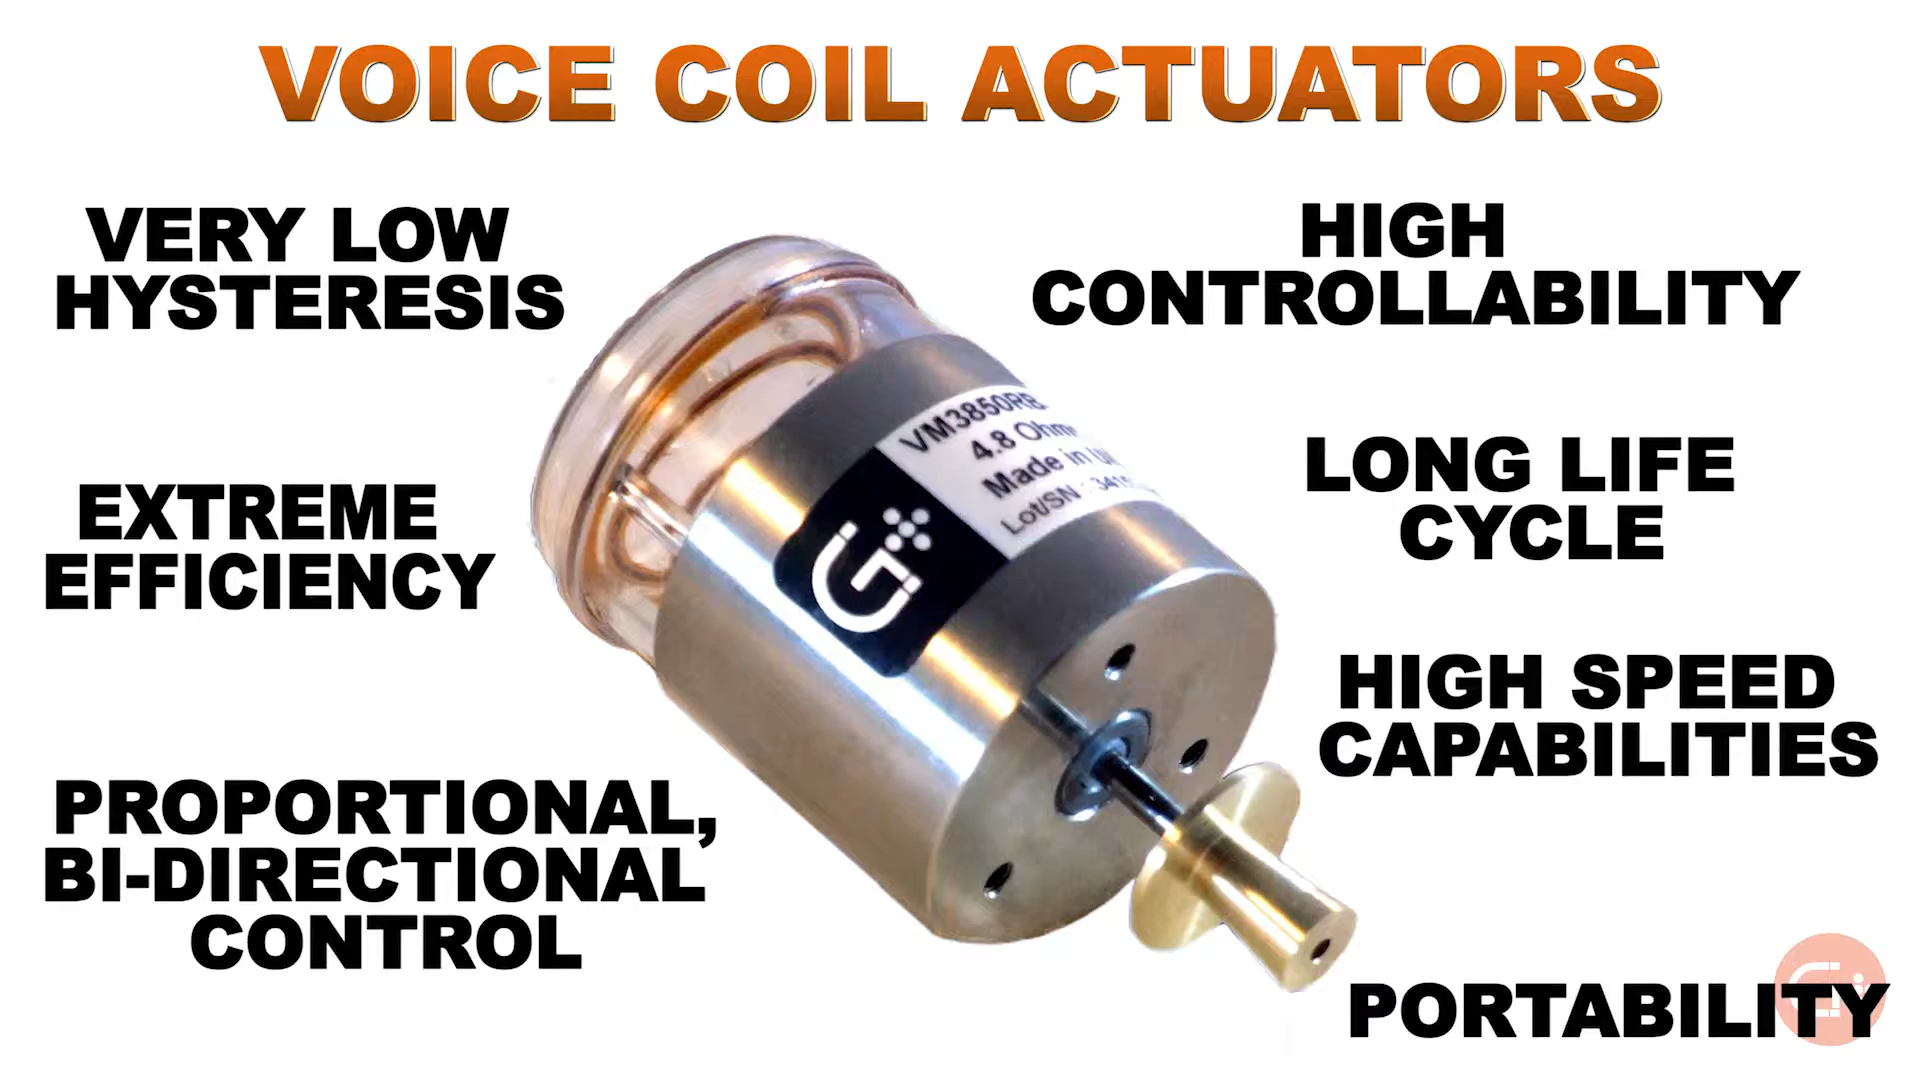 VOICE COIL ACTUATORS
VERY LOW
HYSTERESIS
EXTREME
EFFICIENCY
PROPORTIONAL,
BI-DIRECTIONAL
CONTROL
HIGH
CONTROLLABILITY
LONG LIFE
CYCLE
HIGH SPEED
CAPABILITIES
PORTABILITY
VM3850RB
4.8 Ohm
Made in
Lot/SN